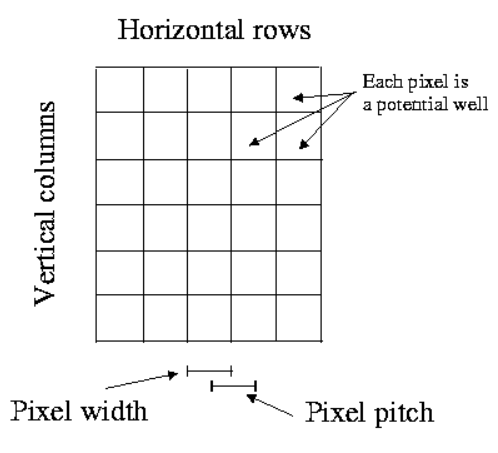 Horizontal rows
Each pixel is
a potential well
Vertical columns
Pixel width
Pixel pitch